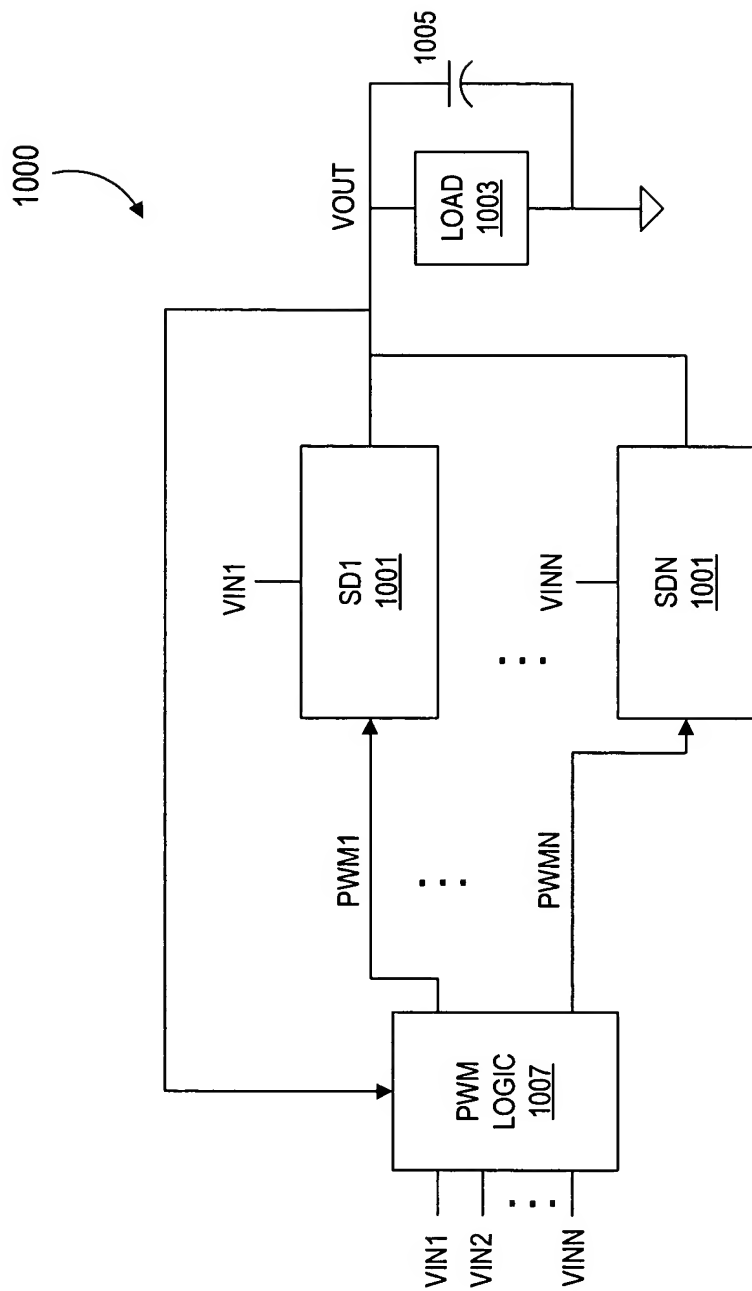 1000
VOUT
1005
LOAD
1003
VIN1
SD1
1001
...
VINN
SDN
1001
PWM1
...
PWMN
PWM
LOGIC
1007
VIN1
VIN2
...
VINN